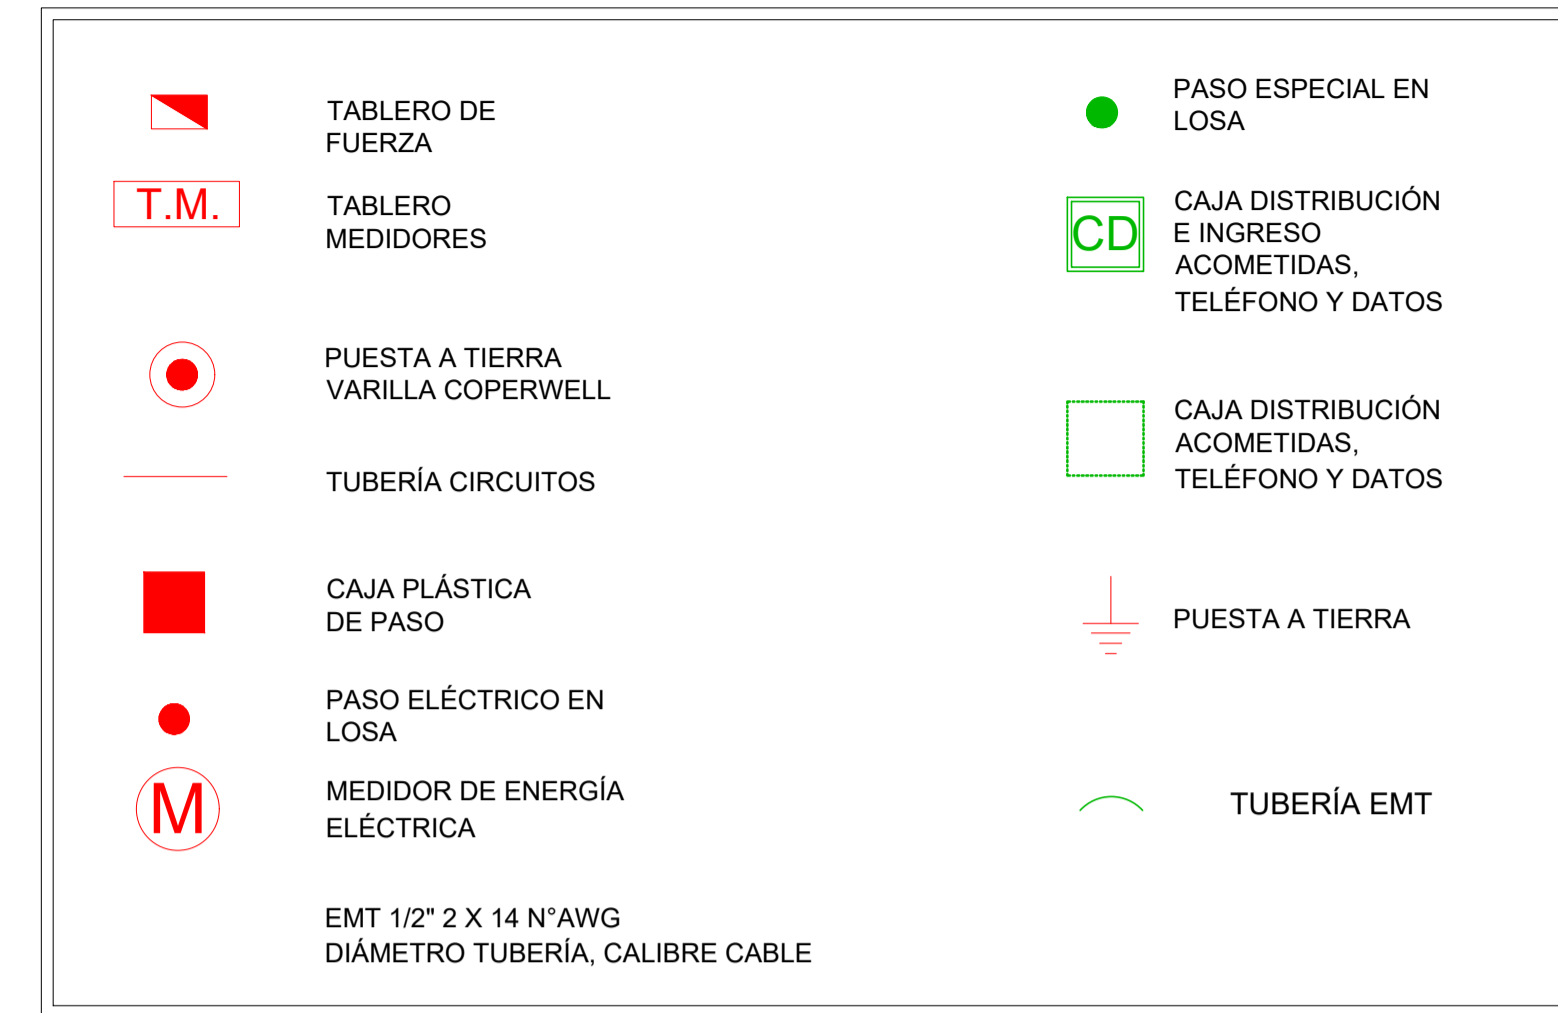 TABLERO DE
FUERZA
T.M.
TABLERO
MEDIDORES
PUESTA A TIERRA
VARILLA COPERWELL
TUBERÍA CIRCUITOS
CAJA PLÁSTICA
DE PASO
PASO ELÉCTRICO EN
LOSA
M
MEDIDOR DE ENERGÍA
ELÉCTRICA
EMT 1/2" 2 X 14 N°AWG
DIÁMETRO TUBERÍA, CALIBRE CABLE
PASO ESPECIAL EN
LOSA
CD
CAJA DISTRIBUCIÓN
E INGRESO
ACOMETIDAS,
TELÉFONO Y DATOS
CAJA DISTRIBUCIÓN
ACOMETIDAS,
TELÉFONO Y DATOS
PUESTA A TIERRA
TUBERÍA EMT